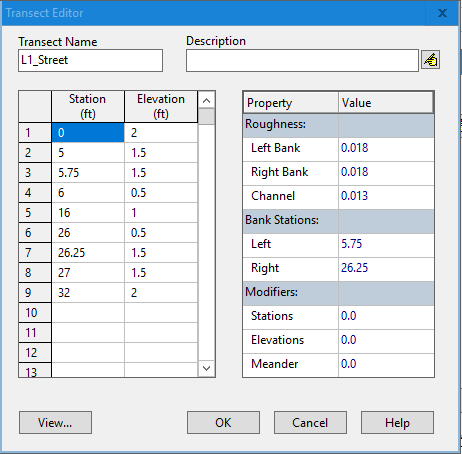 Transect Editor
Transect Name
Description
L1_Street
Station (ft) Elevation (ft)
1 0 2
2 5 1.5
3 5.75 1.5
4 6 0.5
5 16 1
6 26 0.5
7 26.25 1.5
8 27 1.5
9 32 2
10
11
12
13
Property Value
Roughness:
Left Bank 0.018
Right Bank 0.018
Channel 0.013
Bank Stations:
Left 5.75
Right 26.25
Modifiers:
Stations 0.0
Elevations 0.0
Meander 0.0
View... OK Cancel Help